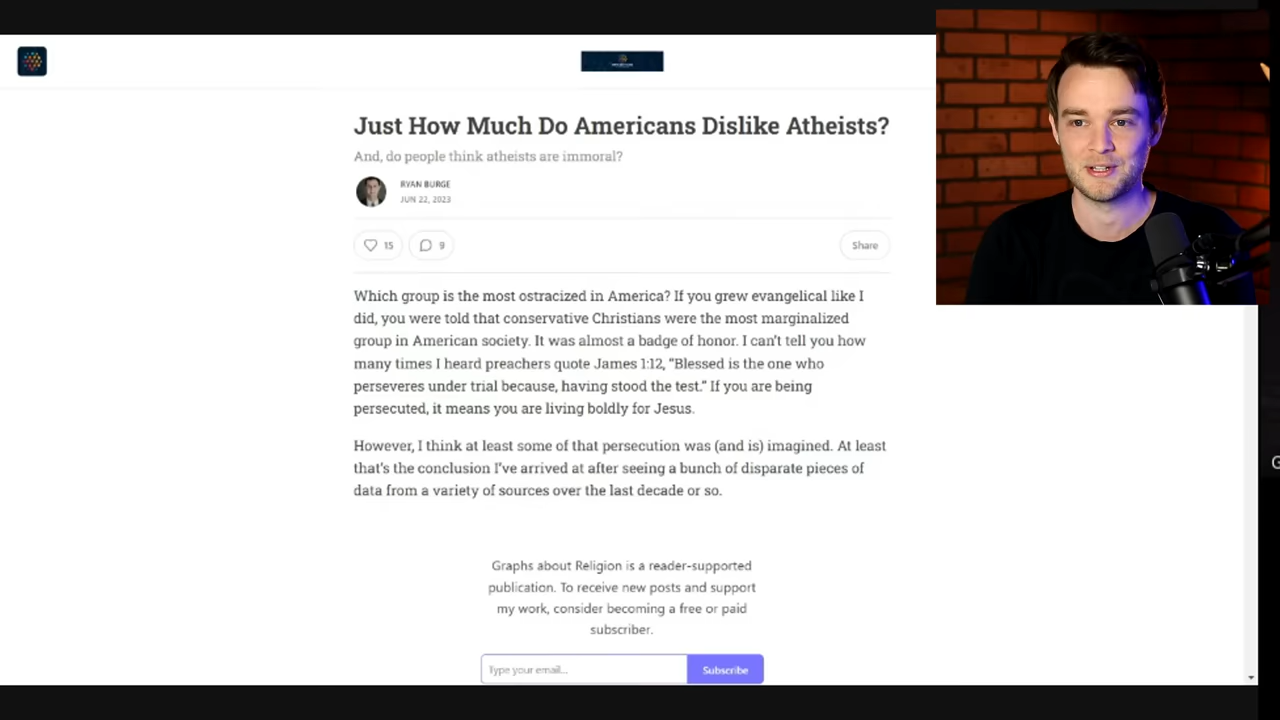 Just How Much Do Americans Dislike Atheists?
And, do people think atheists are immoral?
RYAN BURGE
JUN 22, 2023
15
9
Share
Which group is the most ostracized in America? If you grew evangelical like I
did, you were told that conservative Christians were the most marginalized
group in American society. It was almost a badge of honor. I can't tell you how
many times I heard preachers quote James 1:12, “Blessed is the one who
perseveres under trial because, having stood the test.” If you are being
persecuted, it means you are living boldly for Jesus.
However, I think at least some of that persecution was (and is) imagined. At least
that's the conclusion I've arrived at after seeing a bunch of disparate pieces of
data from a variety of sources over the last decade or so.
Graphs about Religion is a reader-supported
publication. To receive new posts and support
my work, consider becoming a free or paid
subscriber.
Type your email...
Subscribe